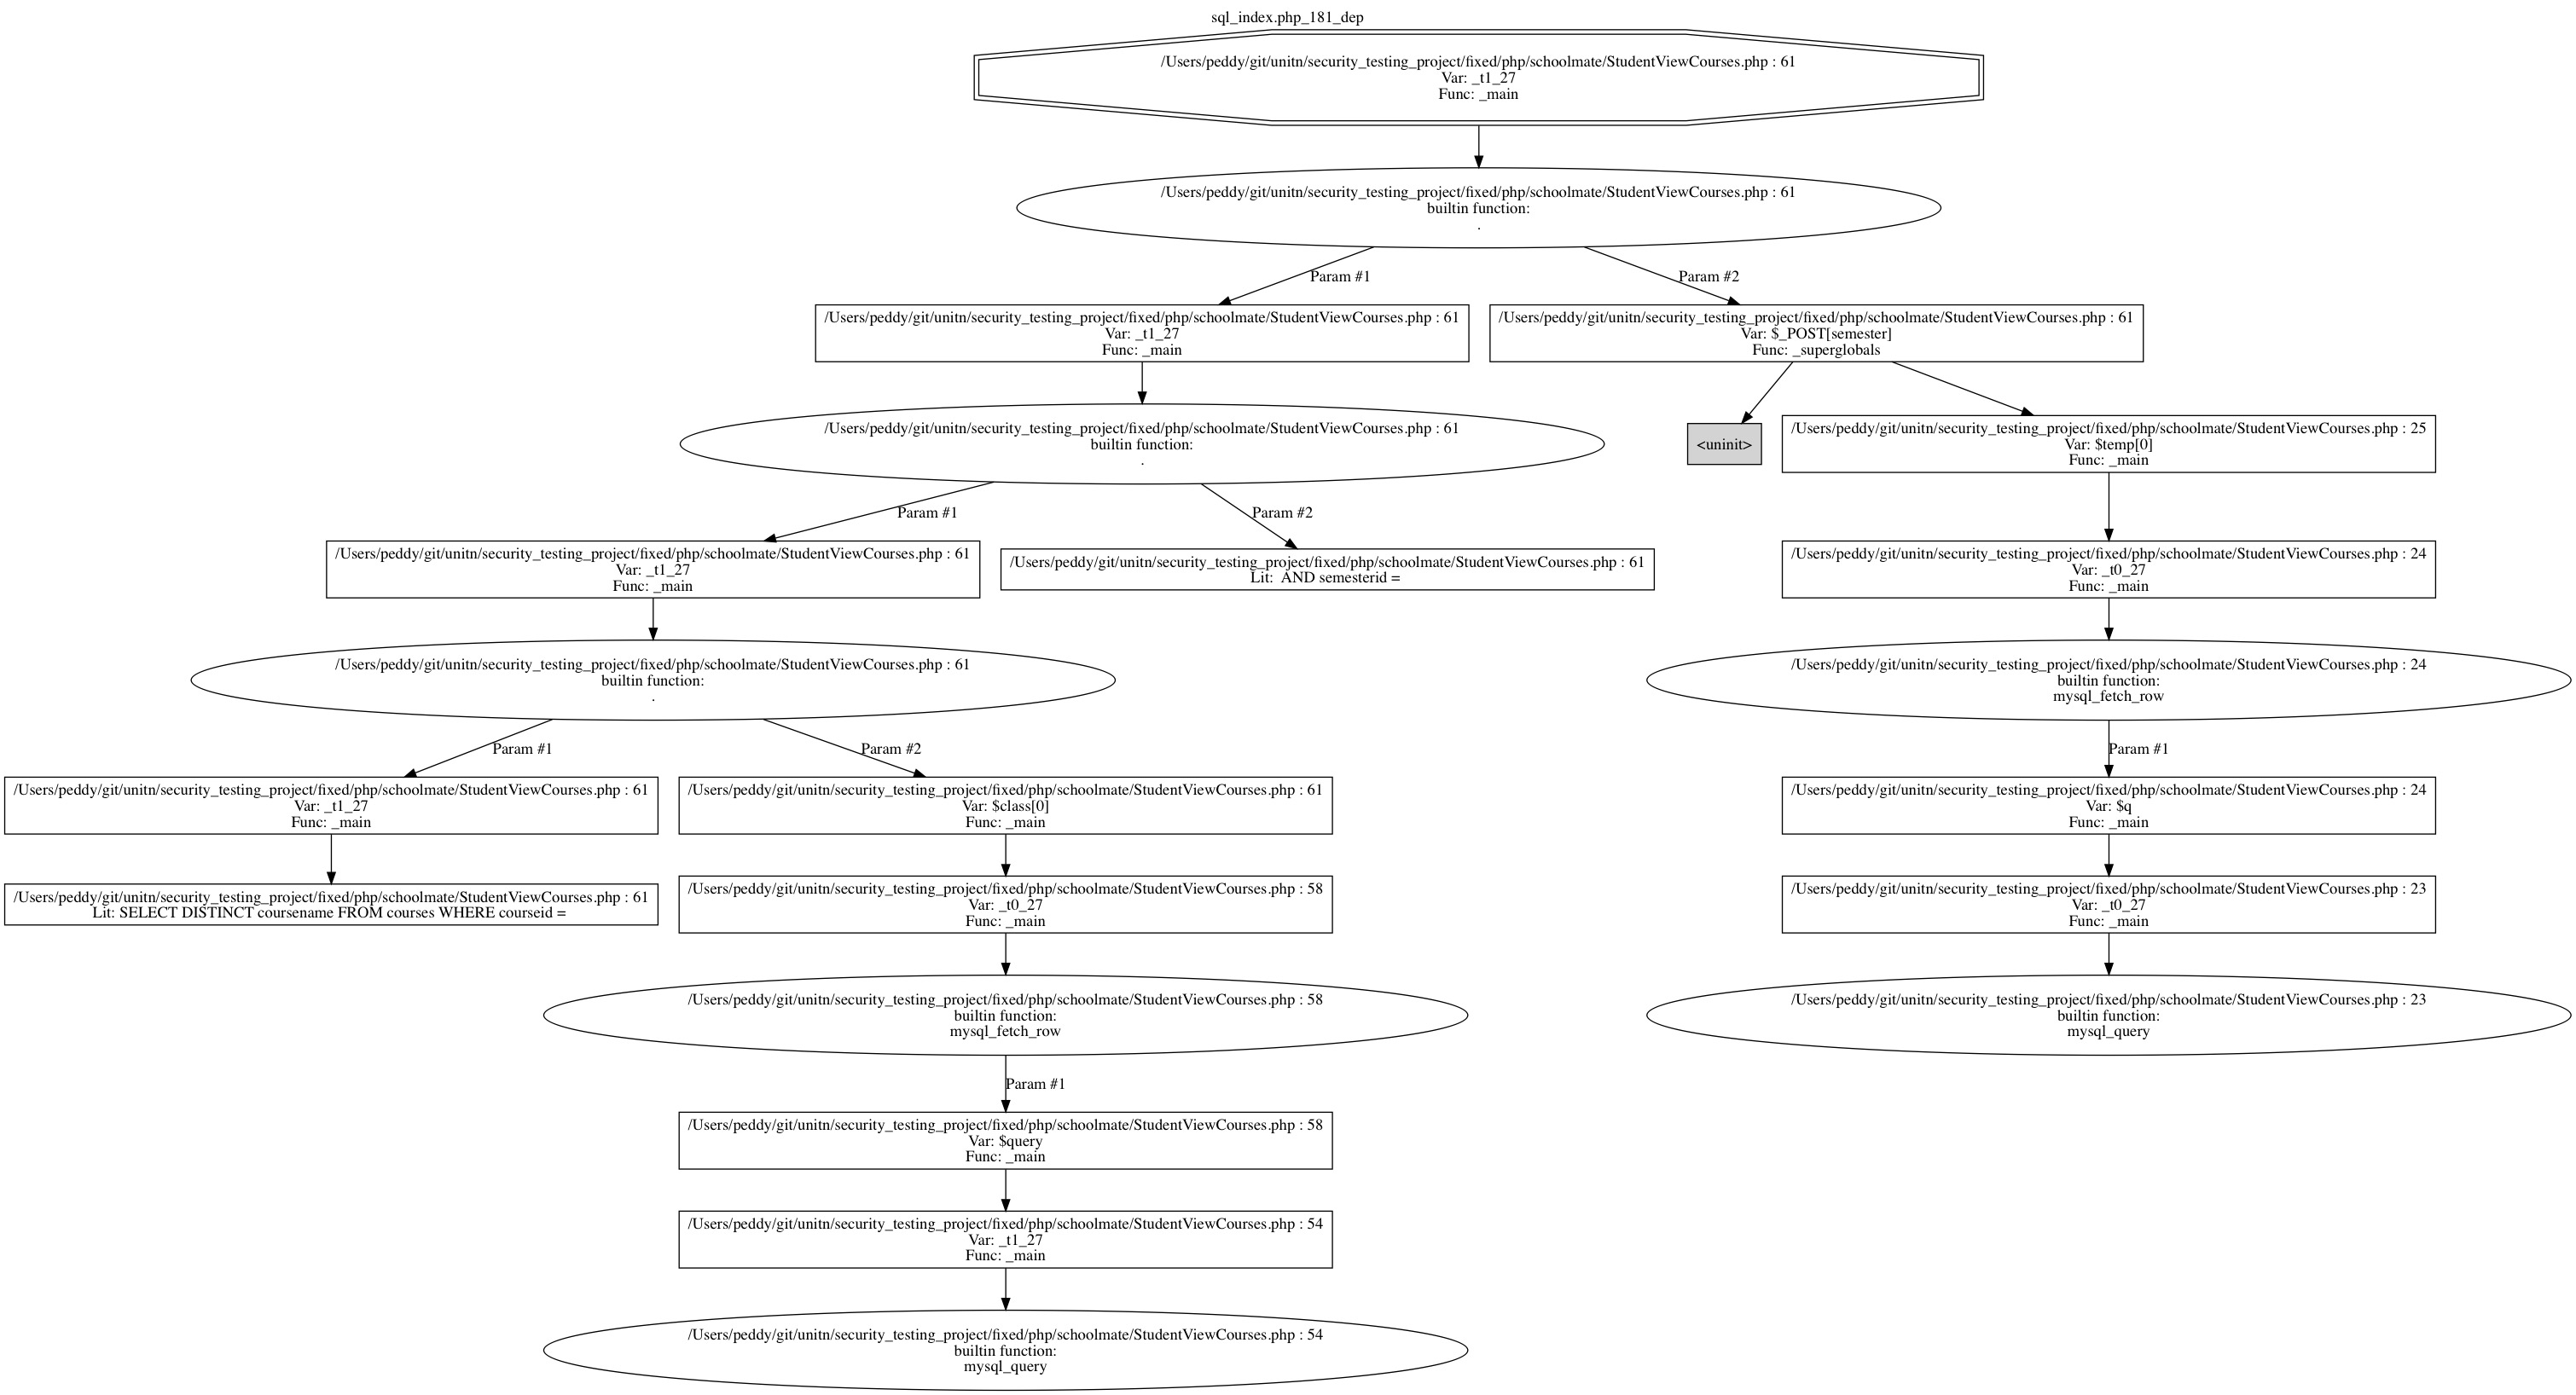 sql_index.php_181_dep
/Users/peddy/git/unitn/security_testing_project/fixed/php/schoolmate/StudentViewCourses.php : 61
Var: _t1_27
Func: _main
/Users/peddy/git/unitn/security_testing_project/fixed/php/schoolmate/StudentViewCourses.php : 61
builtin function:
.
Param #1
Param #2
/Users/peddy/git/unitn/security_testing_project/fixed/php/schoolmate/StudentViewCourses.php : 61
Var: _t1_27
Func: _main
/Users/peddy/git/unitn/security_testing_project/fixed/php/schoolmate/StudentViewCourses.php : 61
Var: $_POST[semester]
Func: _superglobals
/Users/peddy/git/unitn/security_testing_project/fixed/php/schoolmate/StudentViewCourses.php : 61
builtin function:
.
<uninit>
/Users/peddy/git/unitn/security_testing_project/fixed/php/schoolmate/StudentViewCourses.php : 25
Var: $temp[0]
Func: _main
Param #1
Param #2
/Users/peddy/git/unitn/security_testing_project/fixed/php/schoolmate/StudentViewCourses.php : 61
Var: _t1_27
Func: _main
/Users/peddy/git/unitn/security_testing_project/fixed/php/schoolmate/StudentViewCourses.php : 61
Lit:  AND semesterid =
/Users/peddy/git/unitn/security_testing_project/fixed/php/schoolmate/StudentViewCourses.php : 24
Var: _t0_27
Func: _main
/Users/peddy/git/unitn/security_testing_project/fixed/php/schoolmate/StudentViewCourses.php : 61
builtin function:
.
/Users/peddy/git/unitn/security_testing_project/fixed/php/schoolmate/StudentViewCourses.php : 24
builtin function:
mysql_fetch_row
Param #1
Param #2
Param #1
/Users/peddy/git/unitn/security_testing_project/fixed/php/schoolmate/StudentViewCourses.php : 61
Var: _t1_27
Func: _main
/Users/peddy/git/unitn/security_testing_project/fixed/php/schoolmate/StudentViewCourses.php : 61
Var: $class[0]
Func: _main
/Users/peddy/git/unitn/security_testing_project/fixed/php/schoolmate/StudentViewCourses.php : 24
Var: $q
Func: _main
/Users/peddy/git/unitn/security_testing_project/fixed/php/schoolmate/StudentViewCourses.php : 61
Lit: SELECT DISTINCT coursename FROM courses WHERE courseid =
/Users/peddy/git/unitn/security_testing_project/fixed/php/schoolmate/StudentViewCourses.php : 58
Var: _t0_27
Func: _main
/Users/peddy/git/unitn/security_testing_project/fixed/php/schoolmate/StudentViewCourses.php : 23
Var: _t0_27
Func: _main
/Users/peddy/git/unitn/security_testing_project/fixed/php/schoolmate/StudentViewCourses.php : 58
builtin function:
mysql_fetch_row
/Users/peddy/git/unitn/security_testing_project/fixed/php/schoolmate/StudentViewCourses.php : 23
builtin function:
mysql_query
Param #1
/Users/peddy/git/unitn/security_testing_project/fixed/php/schoolmate/StudentViewCourses.php : 58
Var: $query
Func: _main
/Users/peddy/git/unitn/security_testing_project/fixed/php/schoolmate/StudentViewCourses.php : 54
Var: _t1_27
Func: _main
/Users/peddy/git/unitn/security_testing_project/fixed/php/schoolmate/StudentViewCourses.php : 54
builtin function:
mysql_query